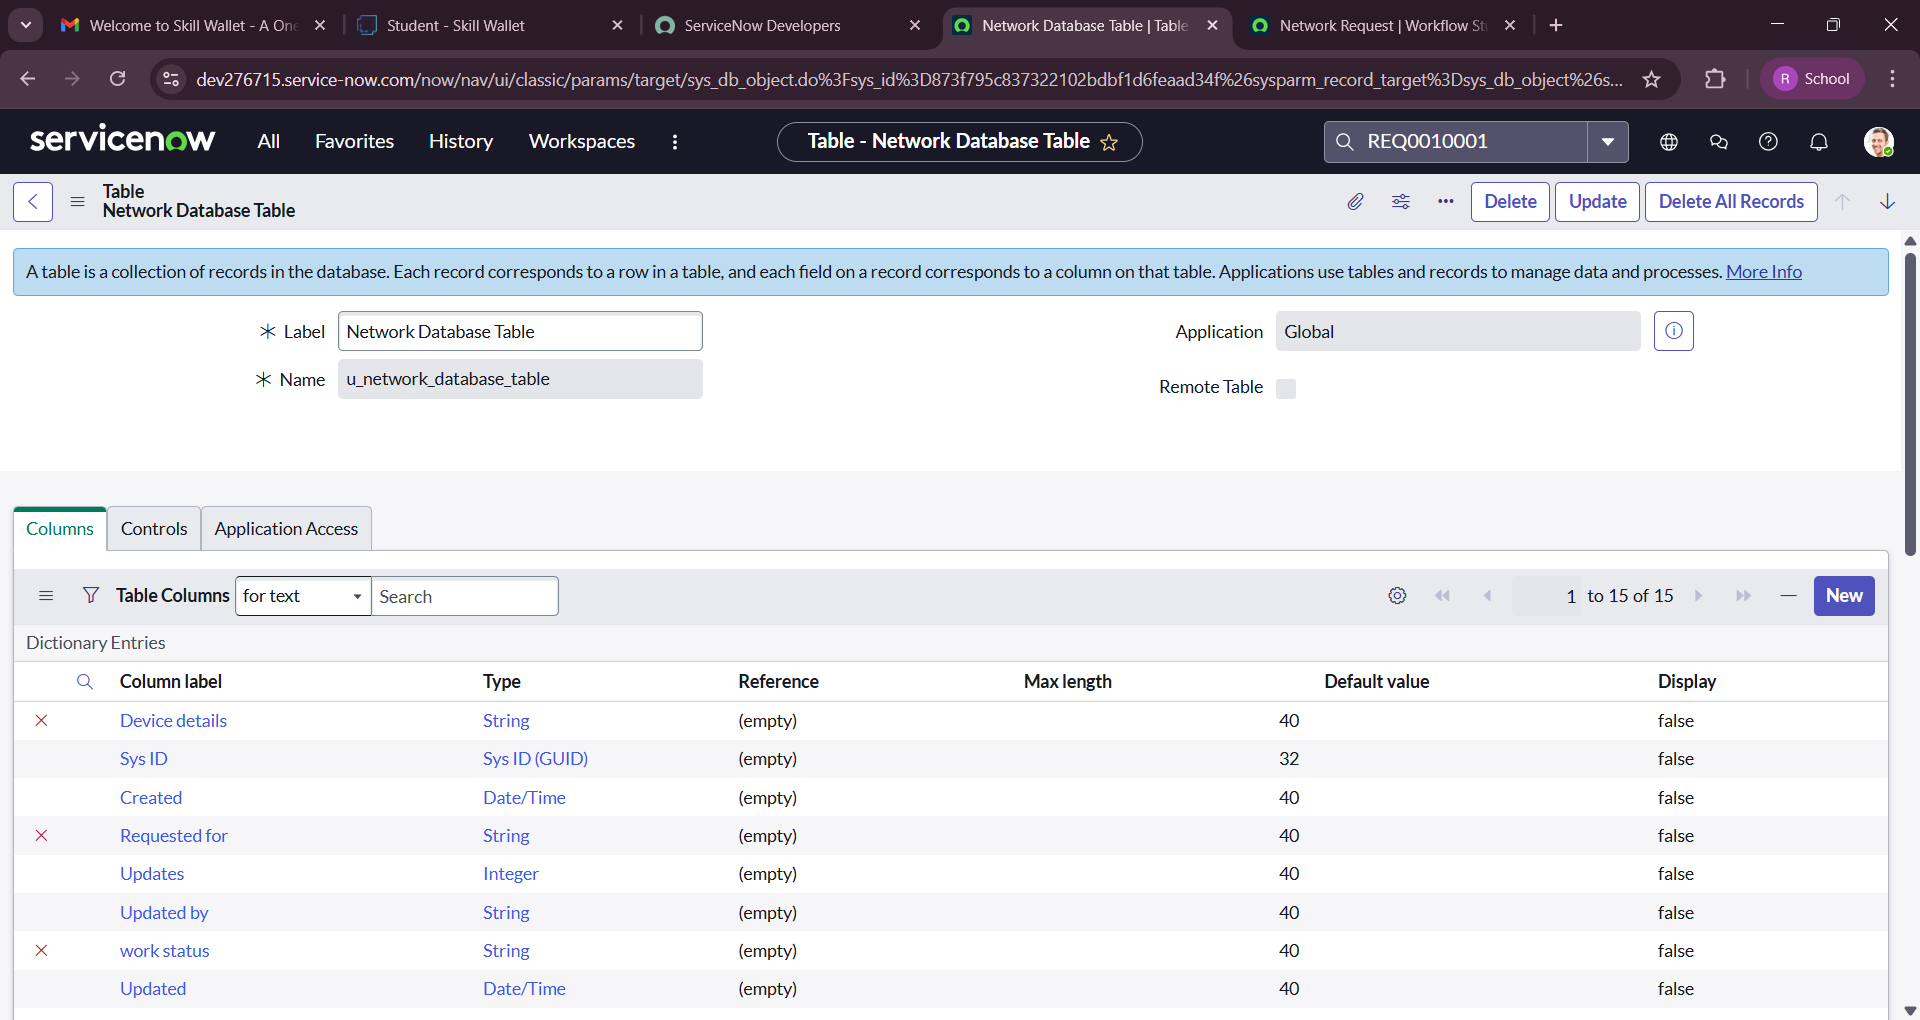 Welcome to Skill Wallet - A One
Student - Skill Wallet
ServiceNow Developers
Network Database Table | Table
Network Request | Workflow St
dev276715.service-now.com/now/nav/ui/classic/params/target/sys_db_object.do%3Fsys_id%3D873f795c837322102bdbf1d6feaad34f%26sysparm_record_target%3Dsys_db_object%26s...
R School
servicenow All Favorites History Workspaces
Table - Network Database Table
REQ0010001
Table
Network Database Table
Delete Update Delete All Records
A table is a collection of records in the database. Each record corresponds to a row in a table, and each field on a record corresponds to a column on that table. Applications use tables and records to manage data and processes. More Info
Label Network Database Table
Application Global
Name u_network_database_table
Remote Table
Columns Controls Application Access
Table Columns for text Search 1 to 15 of 15 New
Dictionary Entries
Column label Type Reference Max length Default value Display
Device details String (empty) 40 false
Sys ID Sys ID (GUID) (empty) 32 false
Created Date/Time (empty) 40 false
Requested for String (empty) 40 false
Updates Integer (empty) 40 false
Updated by String (empty) 40 false
work status String (empty) 40 false
Updated Date/Time (empty) 40 false